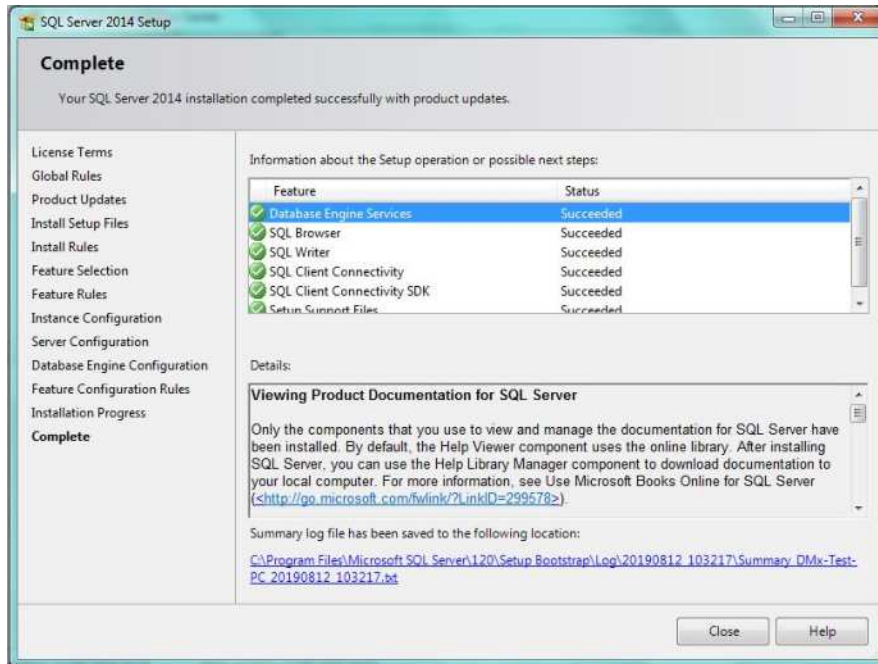 SQL Server 2014 Setup
Complete
Your SQL Server 2014 installation completed successfully with product updates.
License Terms
Global Rules
Product Updates
Install Setup Files
Install Rules
Feature Selection
Feature Rules
Instance Configuration
Server Configuration
Database Engine Configuration
Feature Configuration Rules
Installation Progress
Complete
Information about the Setup operation or possible next steps:
Feature Status
Database Engine Services Succeeded
SQL Browser Succeeded
SQL Writer Succeeded
SQL Client Connectivity Succeeded
SQL Client Connectivity SDK Succeeded
Setup Support Files Succeeded
Details:
Viewing Product Documentation for SQL Server
Only the components that you use to view and manage the documentation for SQL Server have
been installed. By default, the Help Viewer component uses the online library. After installing
SQL Server, you can use the Help Library Manager component to download documentation to
your local computer. For more information, see Use Microsoft Books Online for SQL Server
(<http://go.microsoft.com/fwlink/?LinkID=299578>).
Summary log file has been saved to the following location:
C:\Program Files\Microsoft SQL Server\120\Setup Bootstrap\Log\20190812_103217\Summary_DMx-Test-
PC_20190812_103217.txt
Close Help